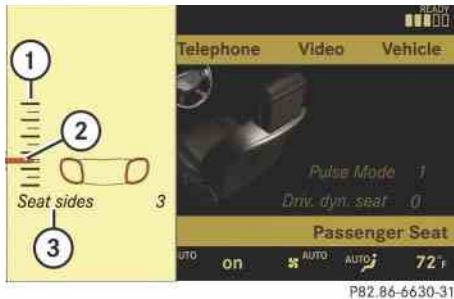 READY
Telephone Video Vehicle
1
2
3
Seat sides 3
Pulse Mode 1
Driv. dyn. seat 0
Passenger Seat
AUTO on AUTO AUTO 72°F
P82.86-6630-31